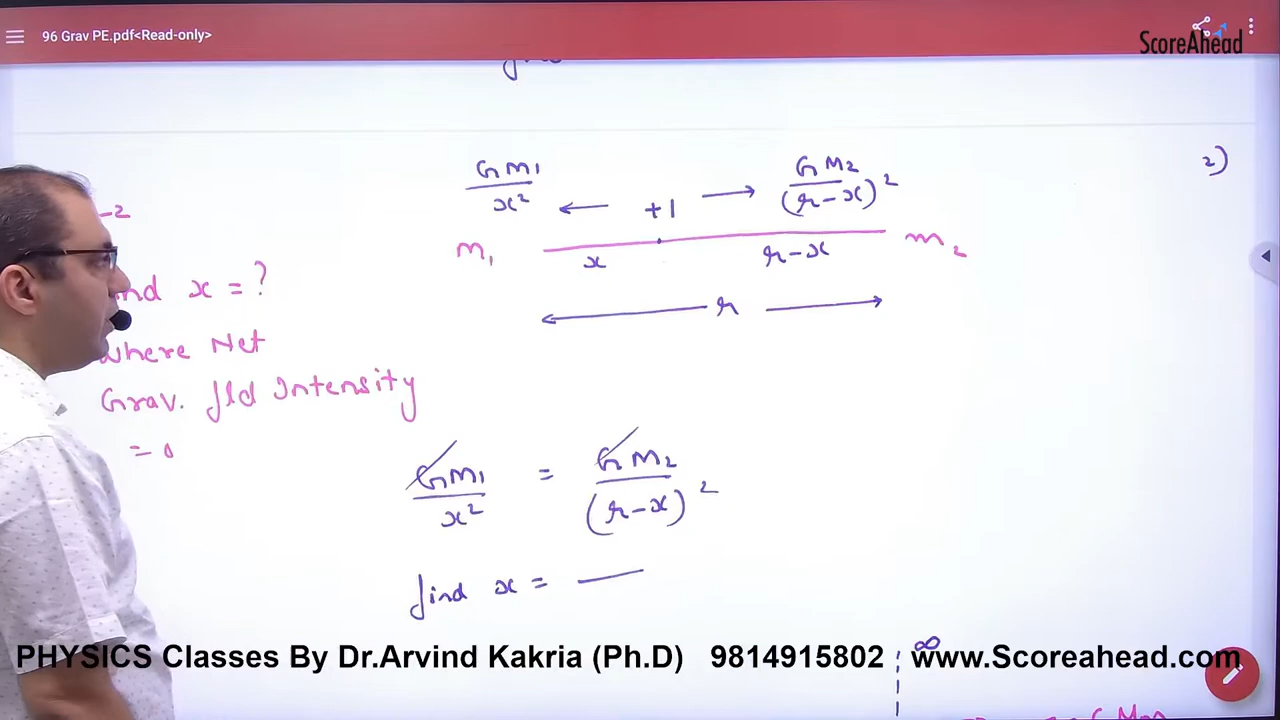 96 Grav PE.pdf<Read-only>
ScoreAhead
2)
Gm₁/x² ← +1 → Gm₂/(r-x)²
m₁ x r-x m₂
r
-2
x = ?
where Net
Grav. fld Intensity
= 0
Gm₁/x² = Gm₂/(r-x)²
find x = —
PHYSICS Classes By Dr.Arvind Kakria (Ph.D) 9814915802 www.Scoreahead.com
∞